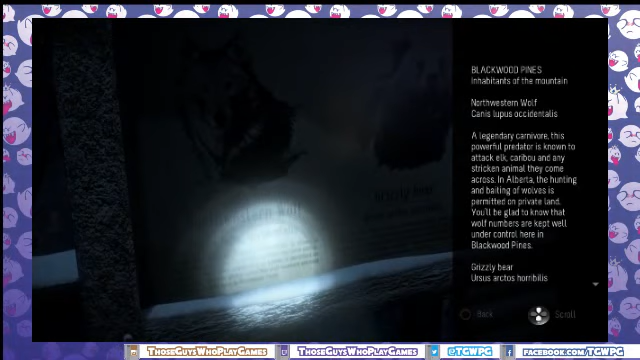 BLACKWOOD PINES
Inhabitants of the mountain
Northwestern Wolf
Canis lupus occidentalis
A legendary carnivore, this
powerful predator is known to
attack elk, caribou and any
stricken animal they come
across. In Alberta, the hunting
and baiting of wolves is
permitted on private land.
You'll be glad to know that
wolf numbers are kept well
under control here in
Blackwood Pines.
Grizzly bear
Ursus arctos horribilis
Grizzly bear
Back
Scroll
THOSEGUYSWHOPLAYGAMES
THOSEGUYSWHOPLAYGAMES
@TGWPG
FACEBOOK.COM/TGWPG